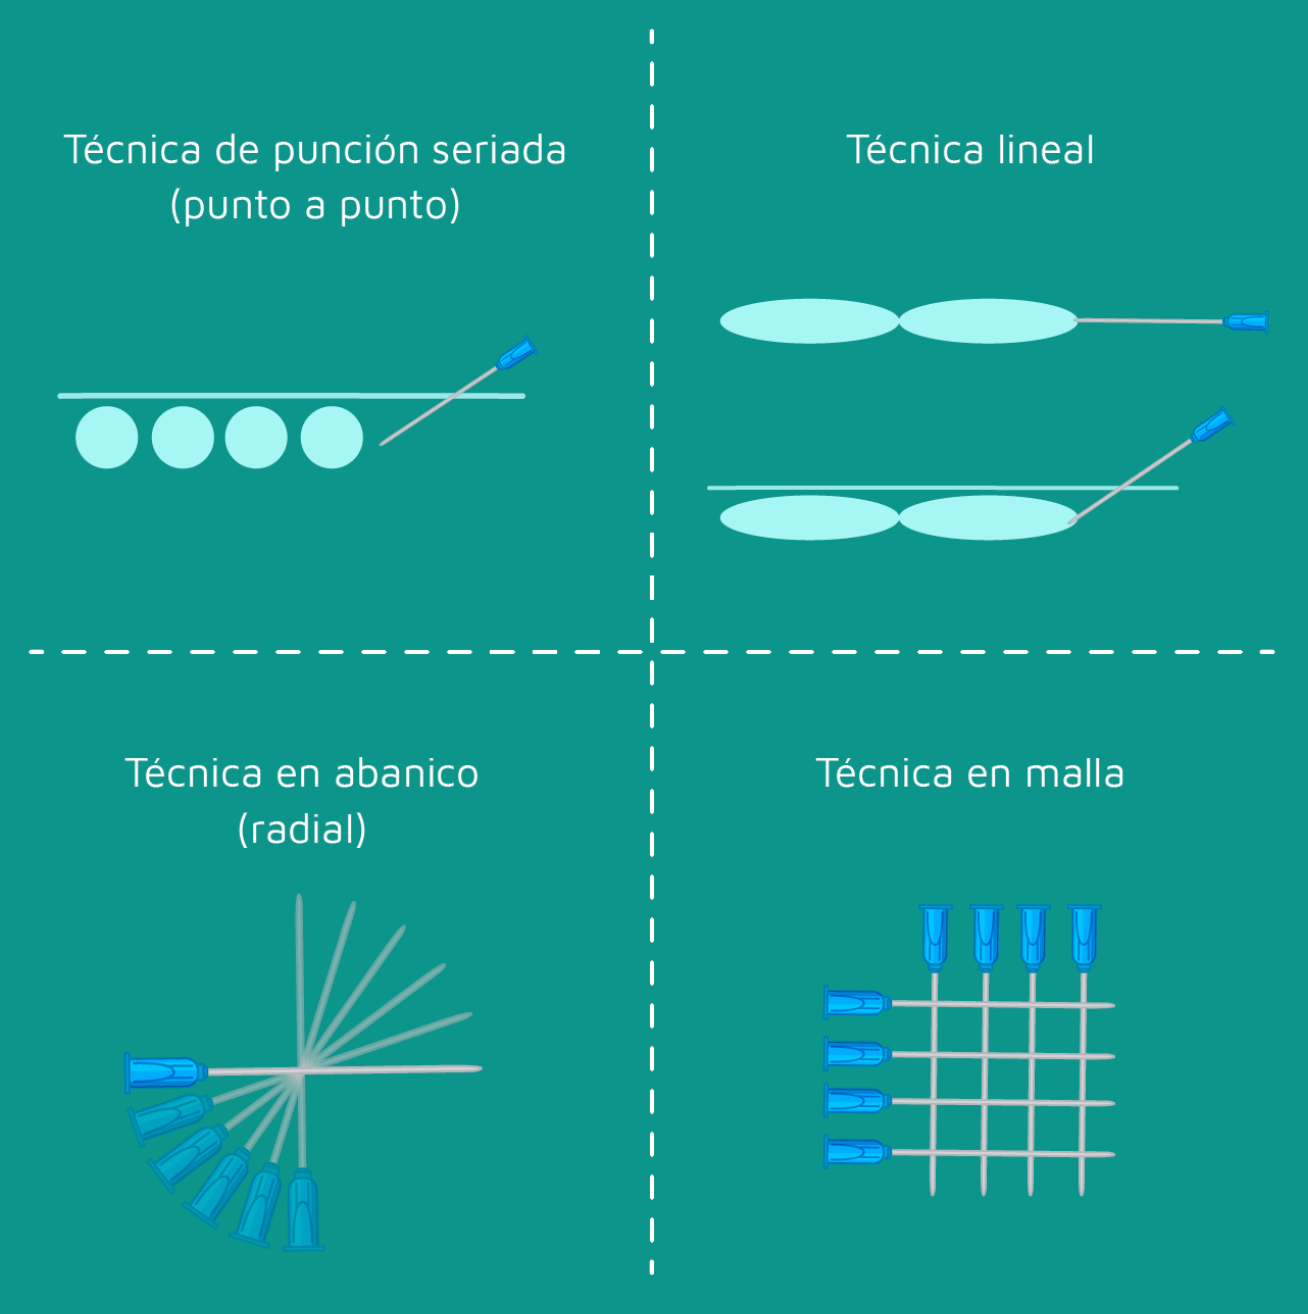 Técnica de punción seriada
(punto a punto)
Técnica lineal
Técnica en abanico
(radial)
Técnica en malla